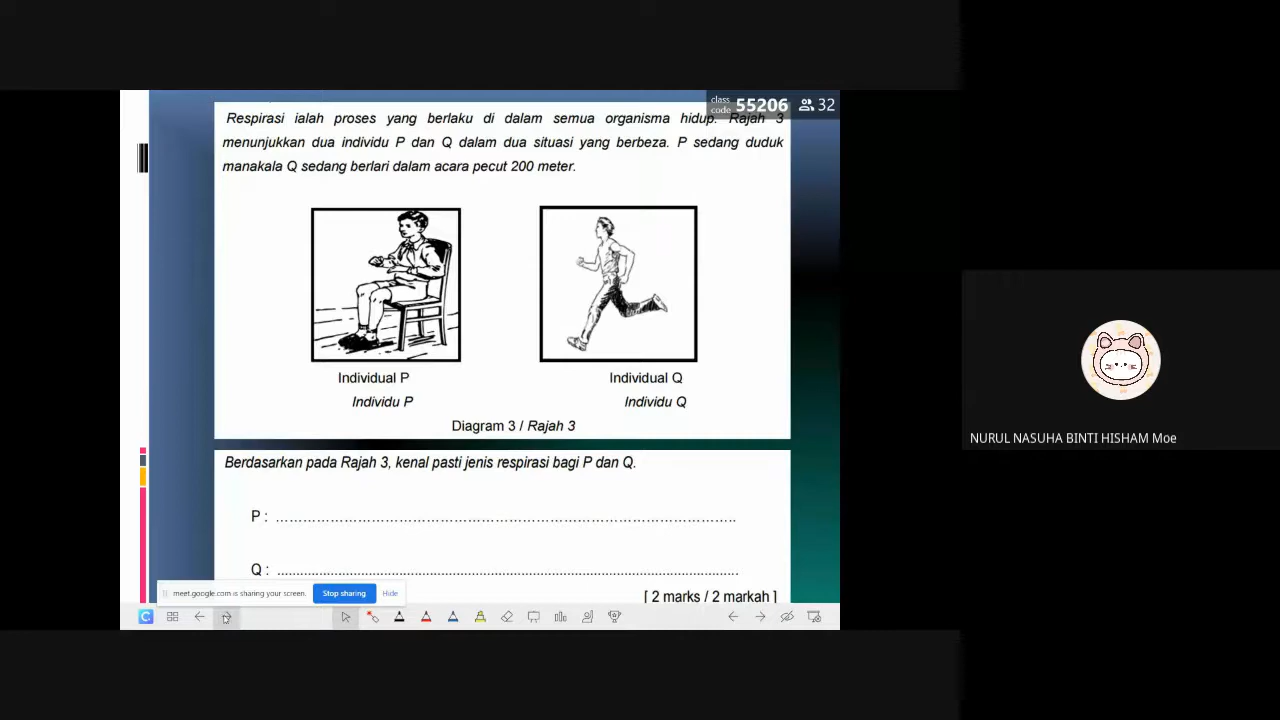 class code 55206 32
Respirasi ialah proses yang berlaku di dalam semua organisma hidup. Rajah 3
menunjukkan dua individu P dan Q dalam dua situasi yang berbeza. P sedang duduk
manakala Q sedang berlari dalam acara pecut 200 meter.
Individual P Individual Q
Individu P Individu Q
Diagram 3 / Rajah 3
NURUL NASUHA BINTI HISHAM Moe
Berdasarkan pada Rajah 3, kenal pasti jenis respirasi bagi P dan Q.
P : ....................................................................................................
Q : ....................................................................................................
meet.google.com is sharing your screen. Stop sharing Hide
[ 2 marks / 2 markah ]